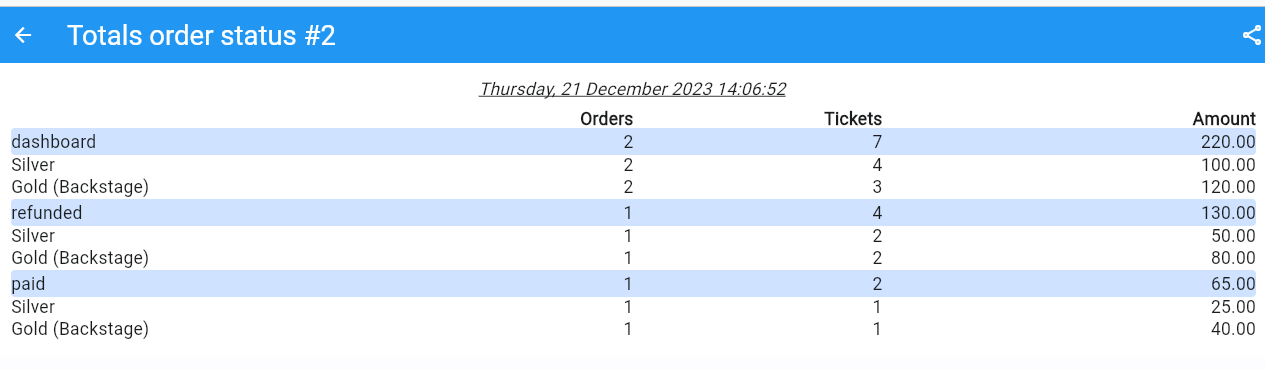 Totals order status #2
Thursday, 21 December 2023 14:06:52
Orders Tickets Amount
dashboard 2 7 220.00
Silver 2 4 100.00
Gold (Backstage) 2 3 120.00
refunded 1 4 130.00
Silver 1 2 50.00
Gold (Backstage) 1 2 80.00
paid 1 2 65.00
Silver 1 1 25.00
Gold (Backstage) 1 1 40.00